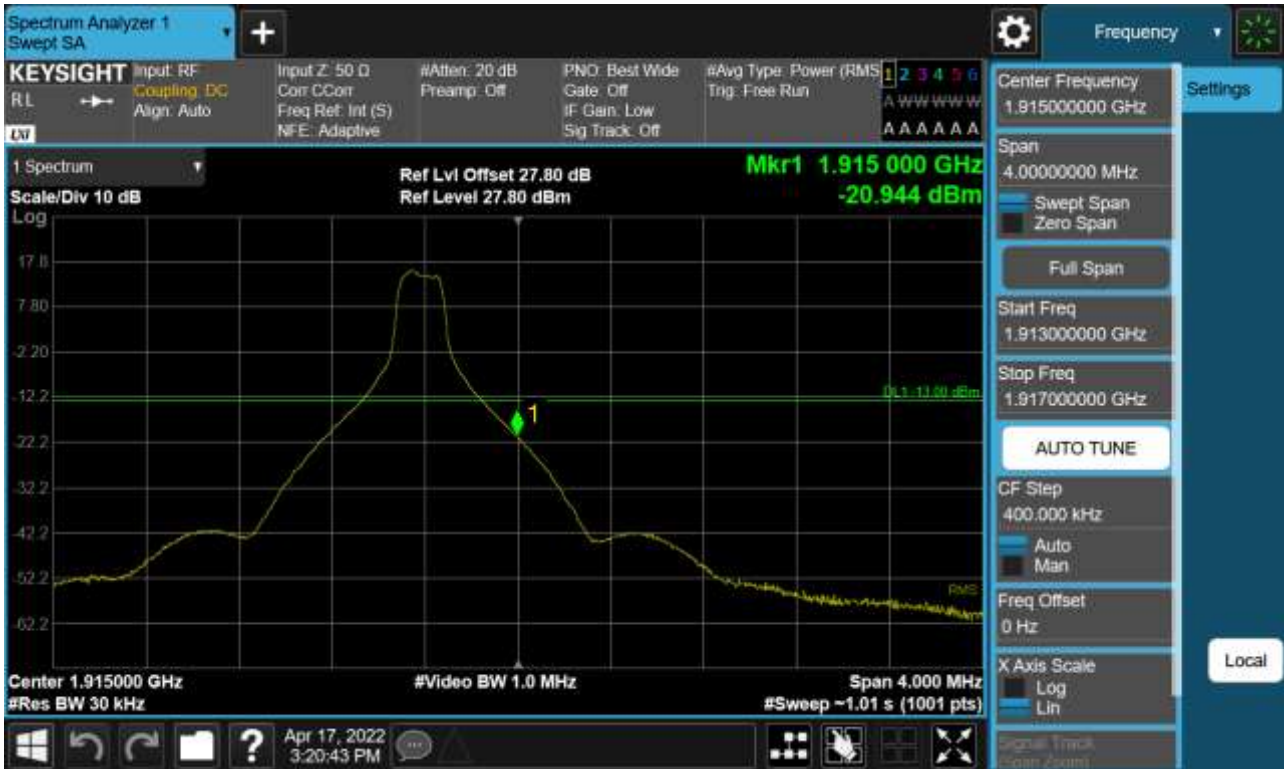 Spectrum Analyzer 1
Swept SA
+
Frequency
KEYSIGHT
RL
LXI
Input: RF
Coupling: DC
Align: Auto
Input Z: 50 Ω
Corr CCorr
Freq Ref: Int (S)
NFE: Adaptive
#Atten: 20 dB
Preamp: Off
PNO: Best Wide
Gate: Off
IF Gain: Low
Sig Track: Off
#Avg Type: Power (RMS
Trig: Free Run
1 2 3 4 5 6
A W W W W W
A A A A A A
1 Spectrum
Scale/Div 10 dB
Log
Ref Lvl Offset 27.80 dB
Ref Level 27.80 dBm
Mkr1 1.915 000 GHz
-20.944 dBm
17.8
7.80
-2.20
-12.2
-22.2
-32.2
-42.2
-52.2
-62.2
DL1 -13.00 dBm
1
RMS
Center 1.915000 GHz
#Res BW 30 kHz
#Video BW 1.0 MHz
Span 4.000 MHz
#Sweep ~1.01 s (1001 pts)
Center Frequency
1.915000000 GHz
Settings
Span
4.00000000 MHz
Swept Span
Zero Span
Full Span
Start Freq
1.913000000 GHz
Stop Freq
1.917000000 GHz
AUTO TUNE
CF Step
400.000 kHz
Auto
Man
Freq Offset
0 Hz
X Axis Scale
Log
Lin
Local
Signal Track
(Span Zoom)
?
Apr 17, 2022
3:20:43 PM